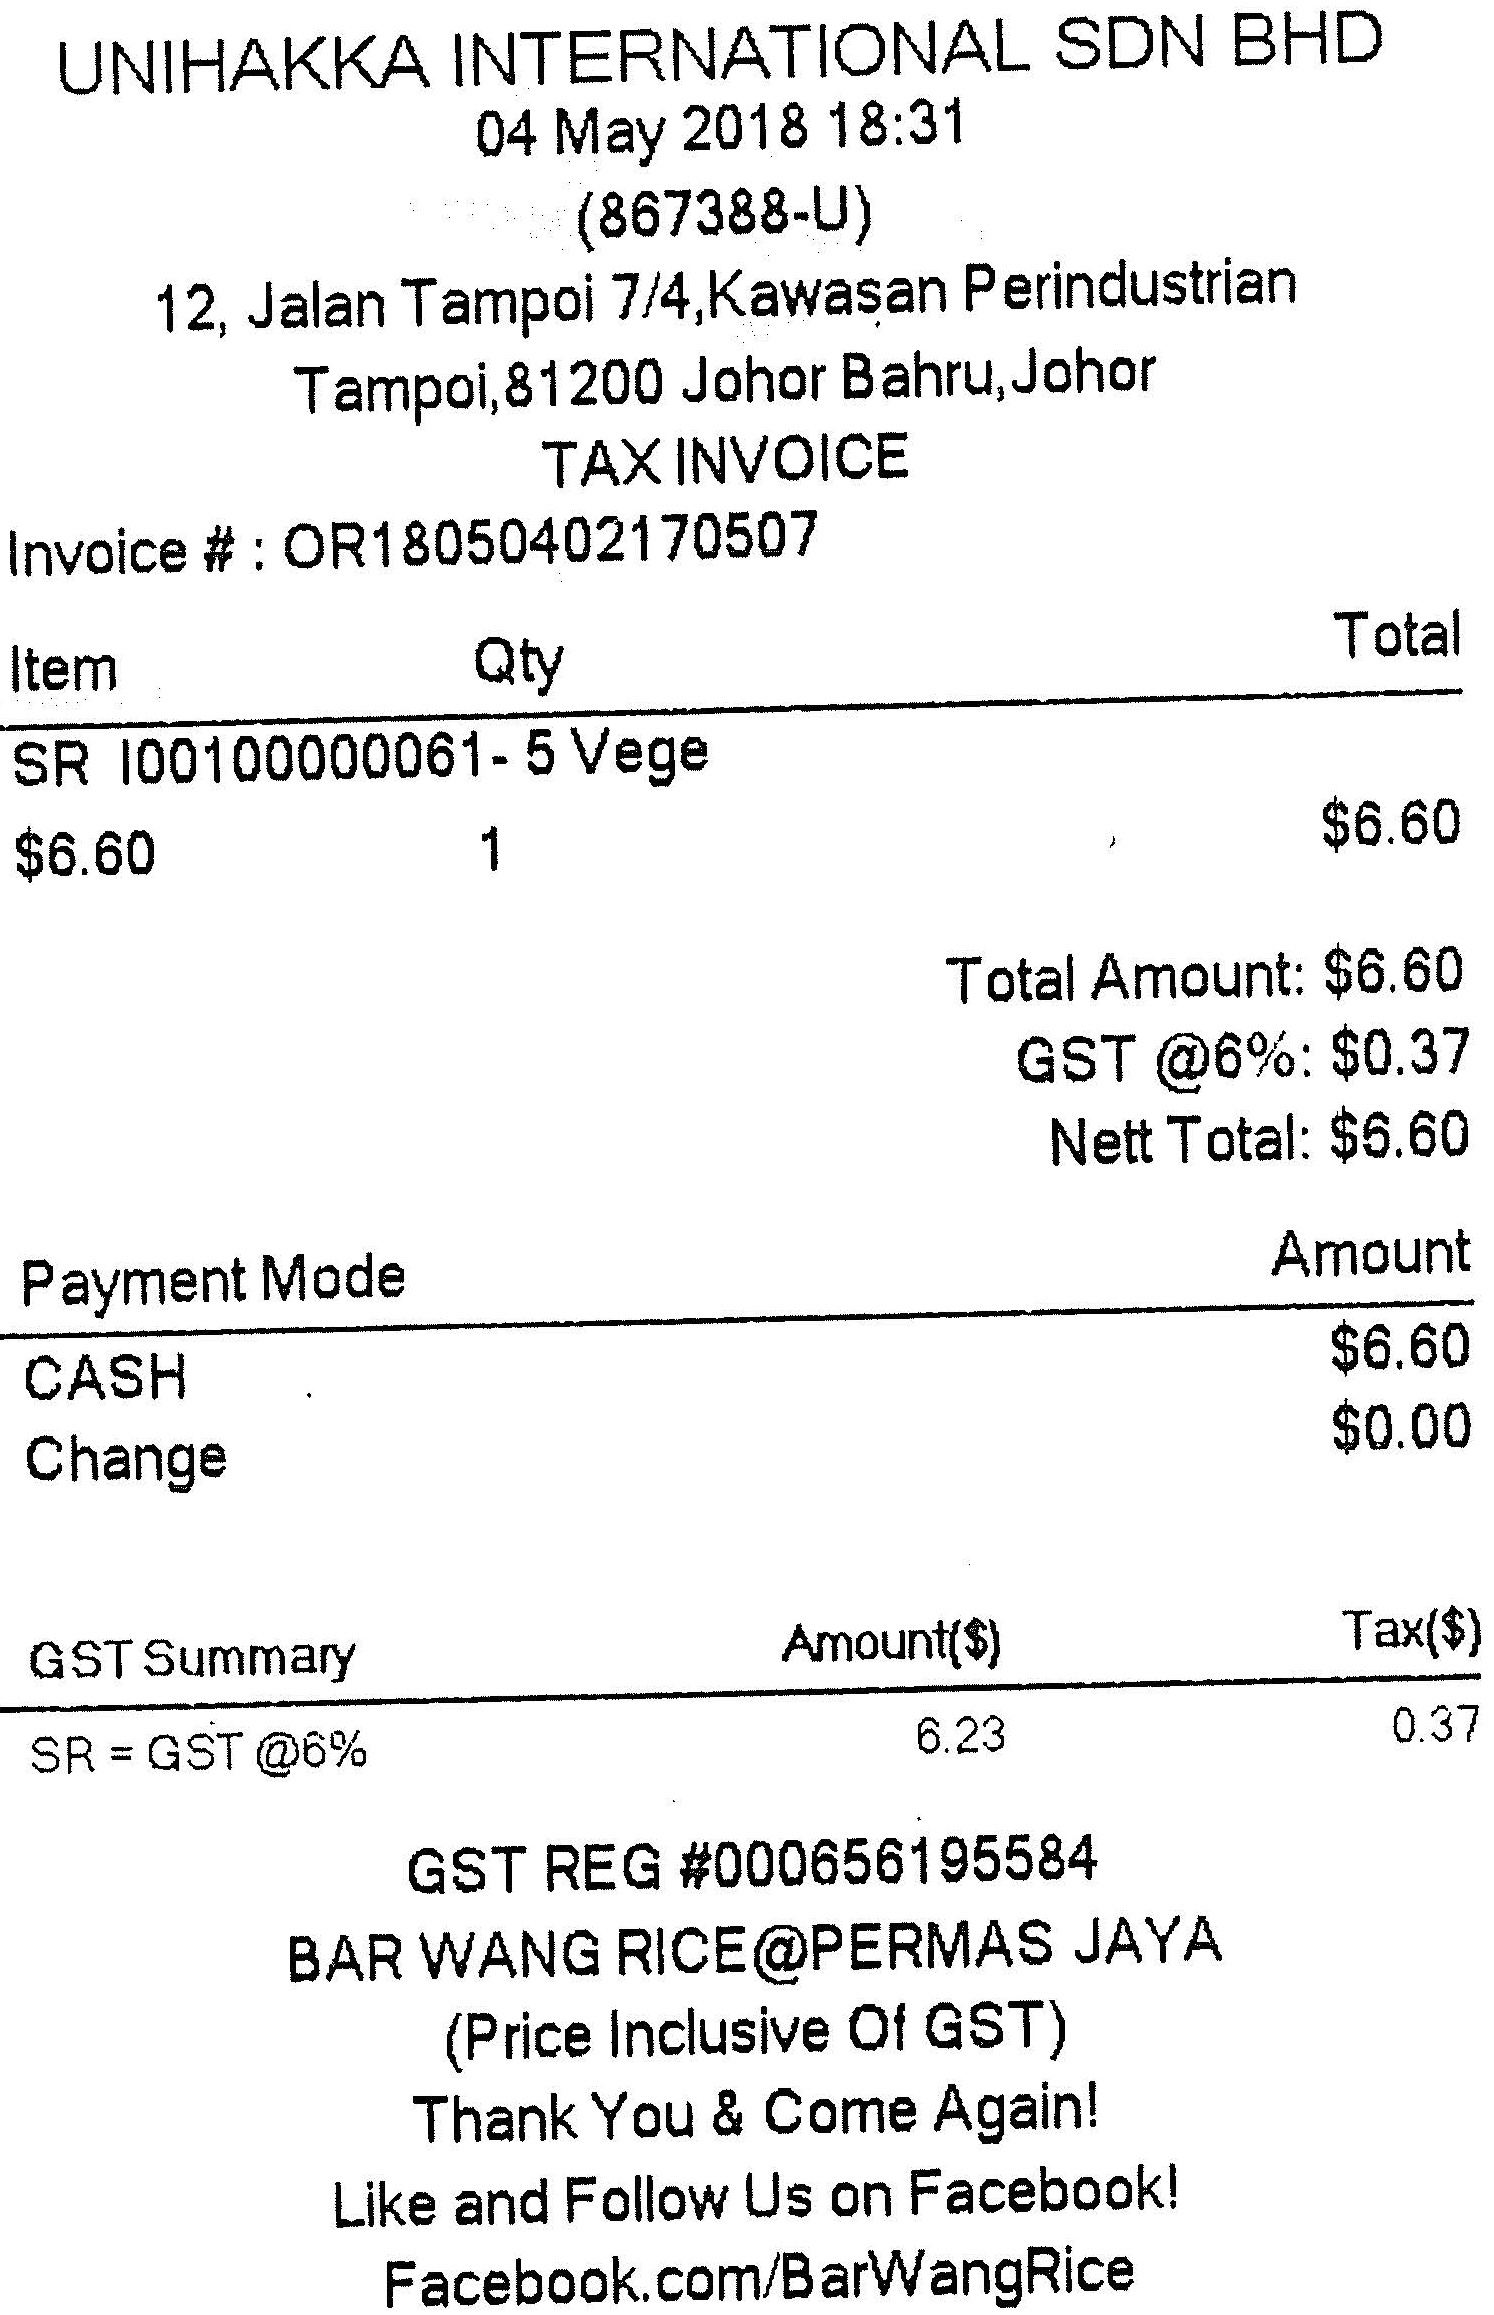 UNIHAKKA INTERNATIONAL SDN BHD
04 May 2018 18:31
(867388-U)
12, Jalan Tampoi 7/4,Kawasan Perindustrian
Tampoi,81200 Johor Bahru,Johor
TAX INVOICE
Invoice # : OR18050402170507
Item Qty Total
SR I00100000061- 5 Vege
$6.60 1 $6.60
Total Amount: $6.60
GST @6%: $0.37
Nett Total: $6.60
Payment Mode Amount
CASH $6.60
Change $0.00
GST Summary Amount($) Tax($)
SR = GST @6% 6.23 0.37
GST REG #000656195584
BAR WANG RICE@PERMAS JAYA
(Price Inclusive Of GST)
Thank You & Come Again!
Like and Follow Us on Facebook!
Facebook.com/BarWangRice